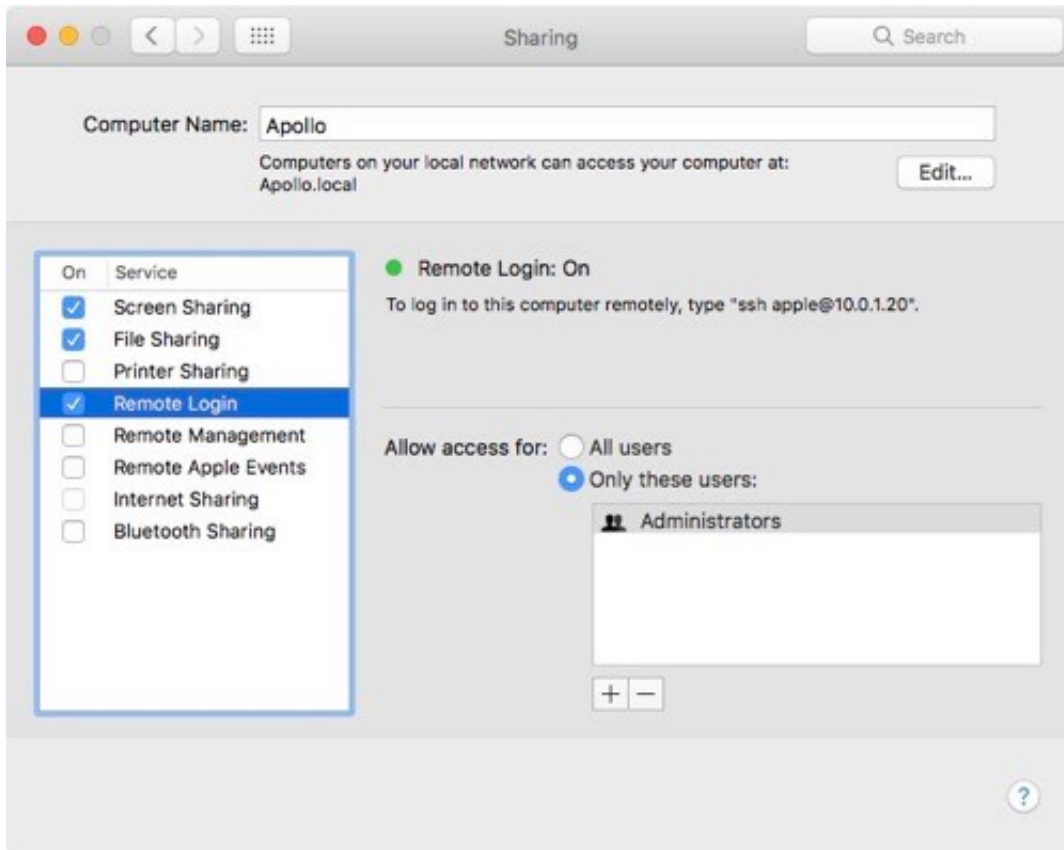 Sharing
Search
Computer Name: Apollo
Computers on your local network can access your computer at:
Apollo.local
Edit...
On Service
Screen Sharing
File Sharing
Printer Sharing
Remote Login
Remote Management
Remote Apple Events
Internet Sharing
Bluetooth Sharing
Remote Login: On
To log in to this computer remotely, type "ssh apple@10.0.1.20".
Allow access for: All users
Only these users:
Administrators
+ −
?